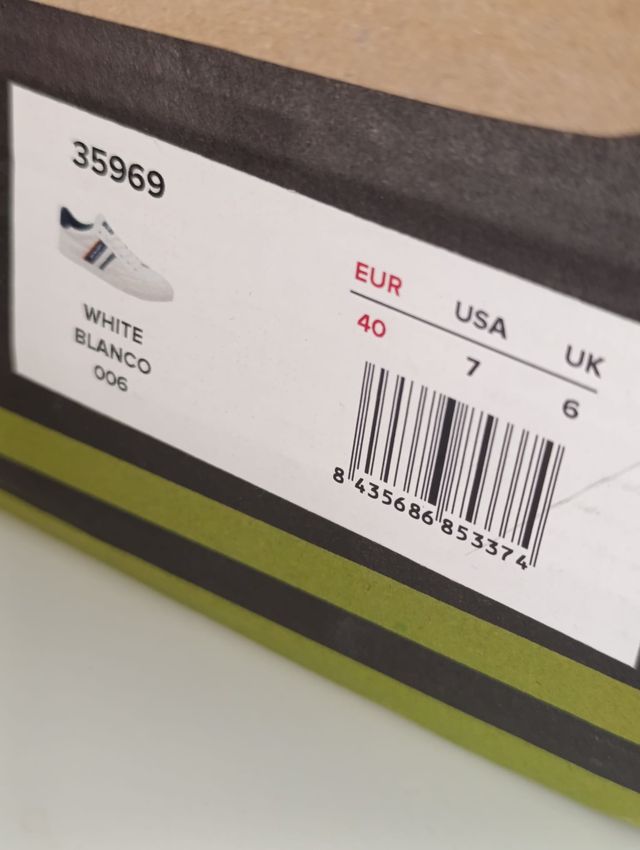 35969
WHITE
BLANCO
006
EUR USA UK
40 7 6
8 435686 853374